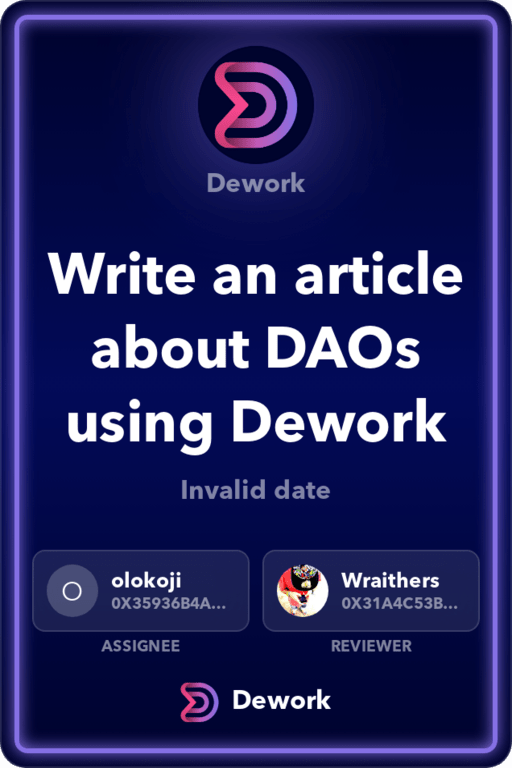 Dework
Write an article
about DAOs
using Dework
Invalid date
O
olokoji
0X35936B4A...
ASSIGNEE
Wraithers
0X31A4C53B...
REVIEWER
Dework